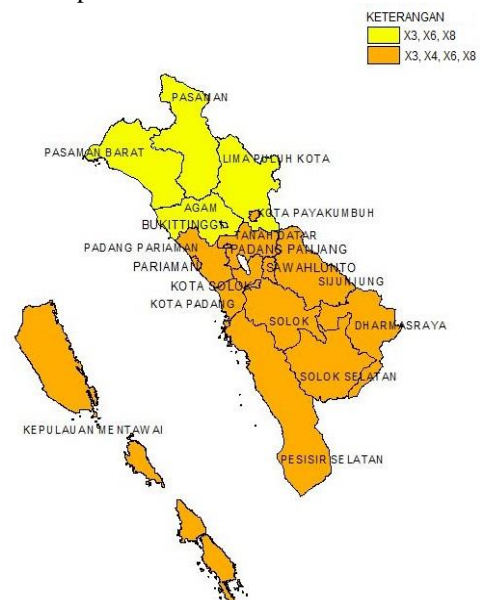 KETERANGAN
X3, X6, X8
X3, X4, X6, X8
PASAMAN
PASAMAN BARAT
LIMA PULUH KOTA
AGAM
KOTA PAYAKUMBUH
BUKITTINGGI
TANAH DATAR
PADANG PARIAMAN
PADANG PANJANG
PARIAMAN
SAWAHLUNTO
SIJUNJUNG
KOTA SOLOK
KOTA PADANG
SOLOK
DHARMASRAYA
SOLOK SELATAN
KEPULAUAN MENTAWAI
PESISIR SELATAN